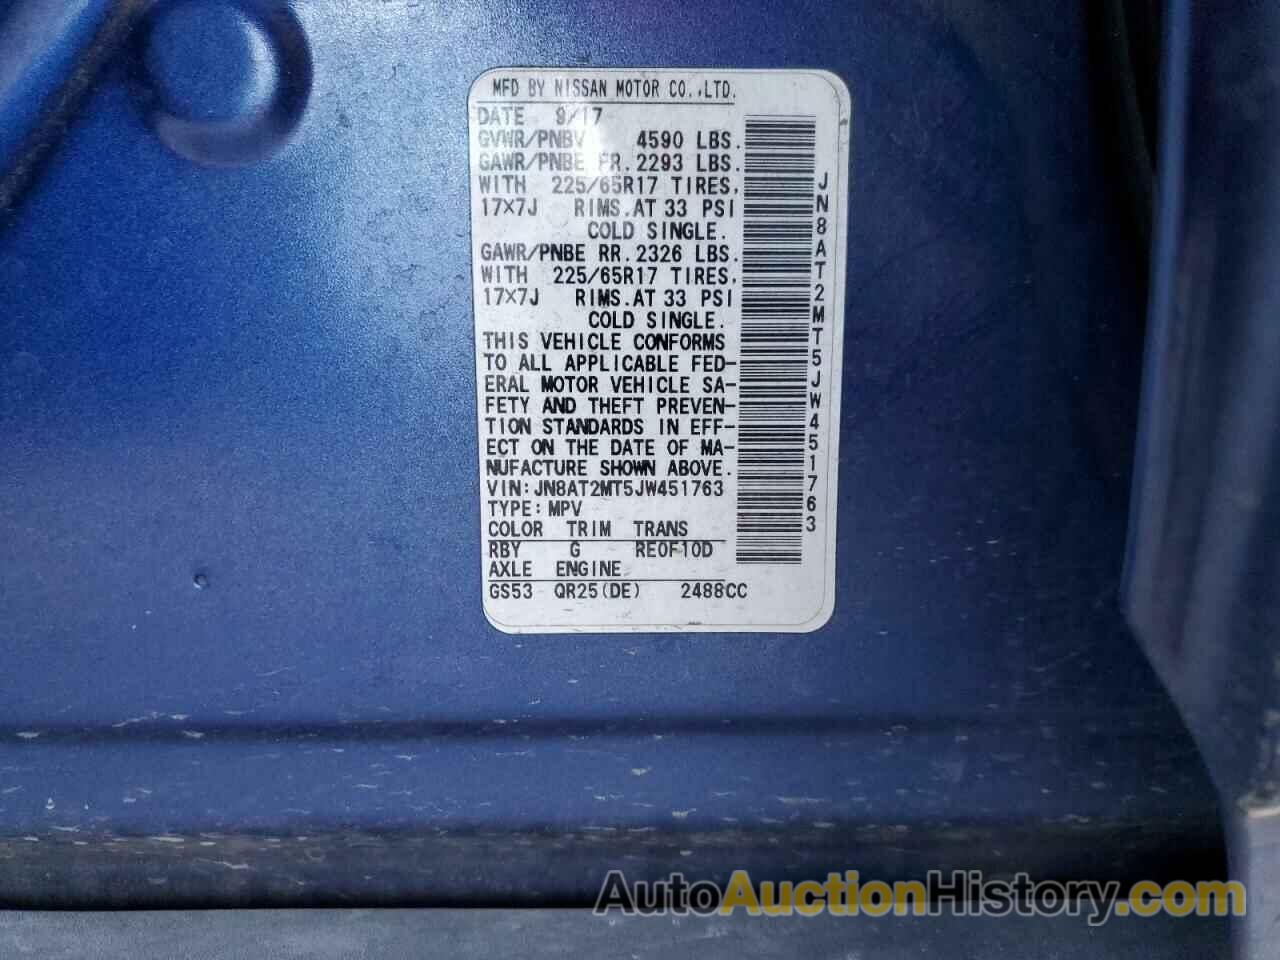 MFD BY NISSAN MOTOR CO.,LTD.
DATE 9/17
GVWR/PNBV 4590 LBS.
GAWR/PNBE FR. 2293 LBS.
WITH 225/65R17 TIRES,
17×7J RIMS. AT 33 PSI
COLD SINGLE.
GAWR/PNBE RR. 2326 LBS.
WITH 225/65R17 TIRES,
17×7J RIMS. AT 33 PSI
COLD SINGLE.
THIS VEHICLE CONFORMS
TO ALL APPLICABLE FED-
ERAL MOTOR VEHICLE SA-
FETY AND THEFT PREVEN-
TION STANDARDS IN EFF-
ECT ON THE DATE OF MA-
NUFACTURE SHOWN ABOVE.
VIN: JN8AT2MT5JW451763
TYPE: MPV
COLOR TRIM TRANS
RBY G RE0F10D
AXLE ENGINE
GS53 QR25(DE) 2488CC
JN8AT2MT5JW451763
AutoAuctionHistory.com